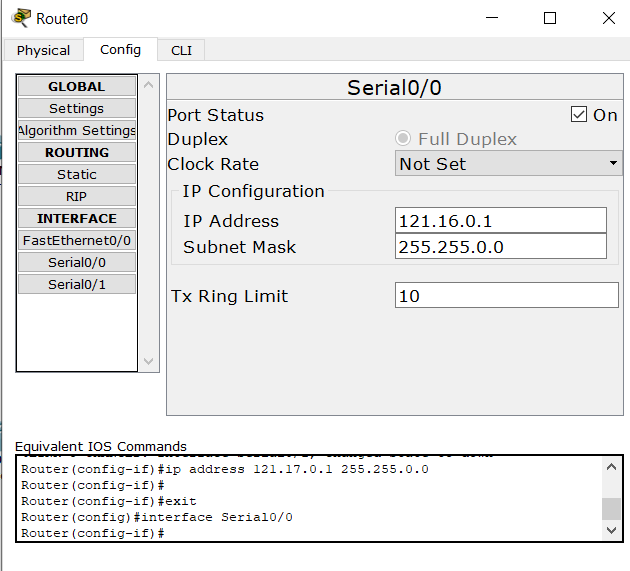 Router0
Physical Config CLI
GLOBAL
Settings
Algorithm Settings
ROUTING
Static
RIP
INTERFACE
FastEthernet0/0
Serial0/0
Serial0/1
Serial0/0
Port Status On
Duplex Full Duplex
Clock Rate Not Set
IP Configuration
IP Address 121.16.0.1
Subnet Mask 255.255.0.0
Tx Ring Limit 10
Equivalent IOS Commands
Router(config-if)#ip address 121.17.0.1 255.255.0.0
Router(config-if)#
Router(config-if)#exit
Router(config)#interface Serial0/0
Router(config-if)#